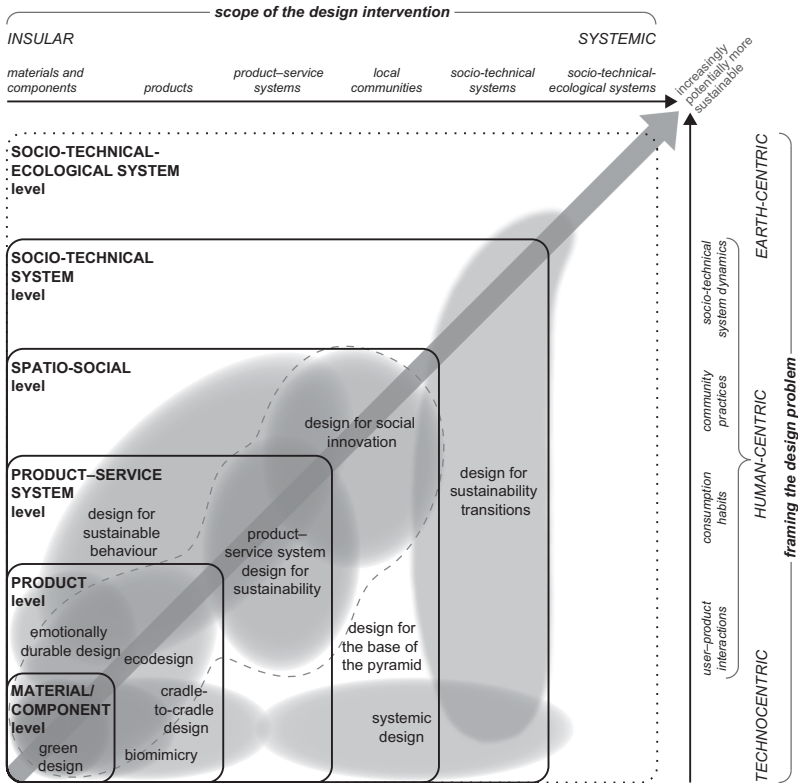 scope of the design intervention
INSULAR
SYSTEMIC
materials and
components
products
product–service
systems
local
communities
socio-technical
systems
socio-technical-
ecological systems
increasingly
potentially more
sustainable
SOCIO-TECHNICAL-
ECOLOGICAL SYSTEM
level
SOCIO-TECHNICAL
SYSTEM
level
SPATIO-SOCIAL
level
design for social
innovation
PRODUCT–SERVICE
SYSTEM
level
design for
sustainable
behaviour
product–
service system
design for
sustainability
design for
sustainability
transitions
PRODUCT
level
emotionally
durable design
ecodesign
design for
the base of
the pyramid
MATERIAL/
COMPONENT
level
green
design
cradle-
to-cradle
design
biomimicry
systemic
design
socio-technical
system dynamics
community
practices
consumption
habits
user–product
interactions
EARTH-CENTRIC
HUMAN-CENTRIC
TECHNOCENTRIC
framing the design problem